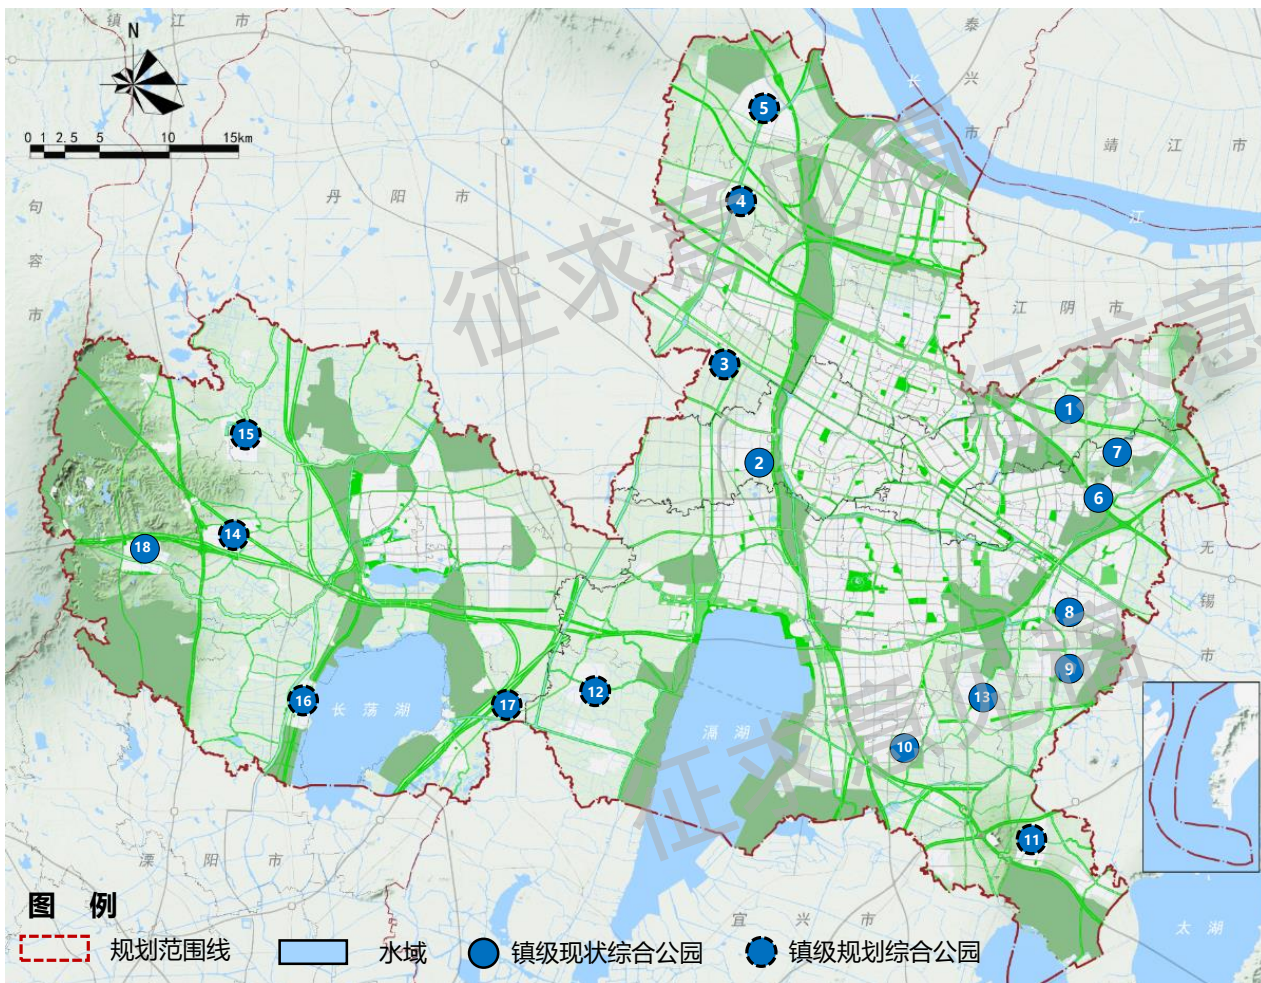 镇 江 市
N
0 1 2.5 5 10 15km
句容市
丹 阳 市
泰兴市
长
江
靖 江 市
江 阴 市
无锡市
征求意见稿
征求意
征求意见稿
5
4
3
1
2
7
6
15
14
18
8
9
13
12
16
17
10
11
长 荡 湖
滆 湖
溧 阳 市
宜 兴 市
太 湖
图 例
规划范围线
水域
镇级现状综合公园
镇级规划综合公园